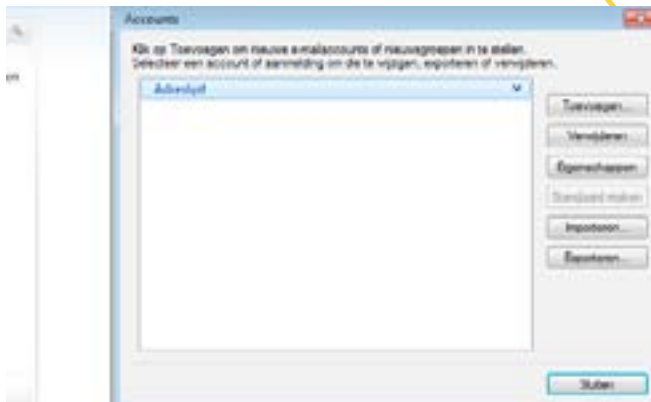 Accounts
Klik op Toevoegen om nieuwe e-mailaccounts of nieuwsgroepen in te stellen.
Selecteer een account of aanmelding om die te wijzigen, exporteren of verwijderen.
Adreslijst
Toevoegen...
Verwijderen
Eigenschappen
Standaard maken
Importeren...
Exporteren...
Sluiten